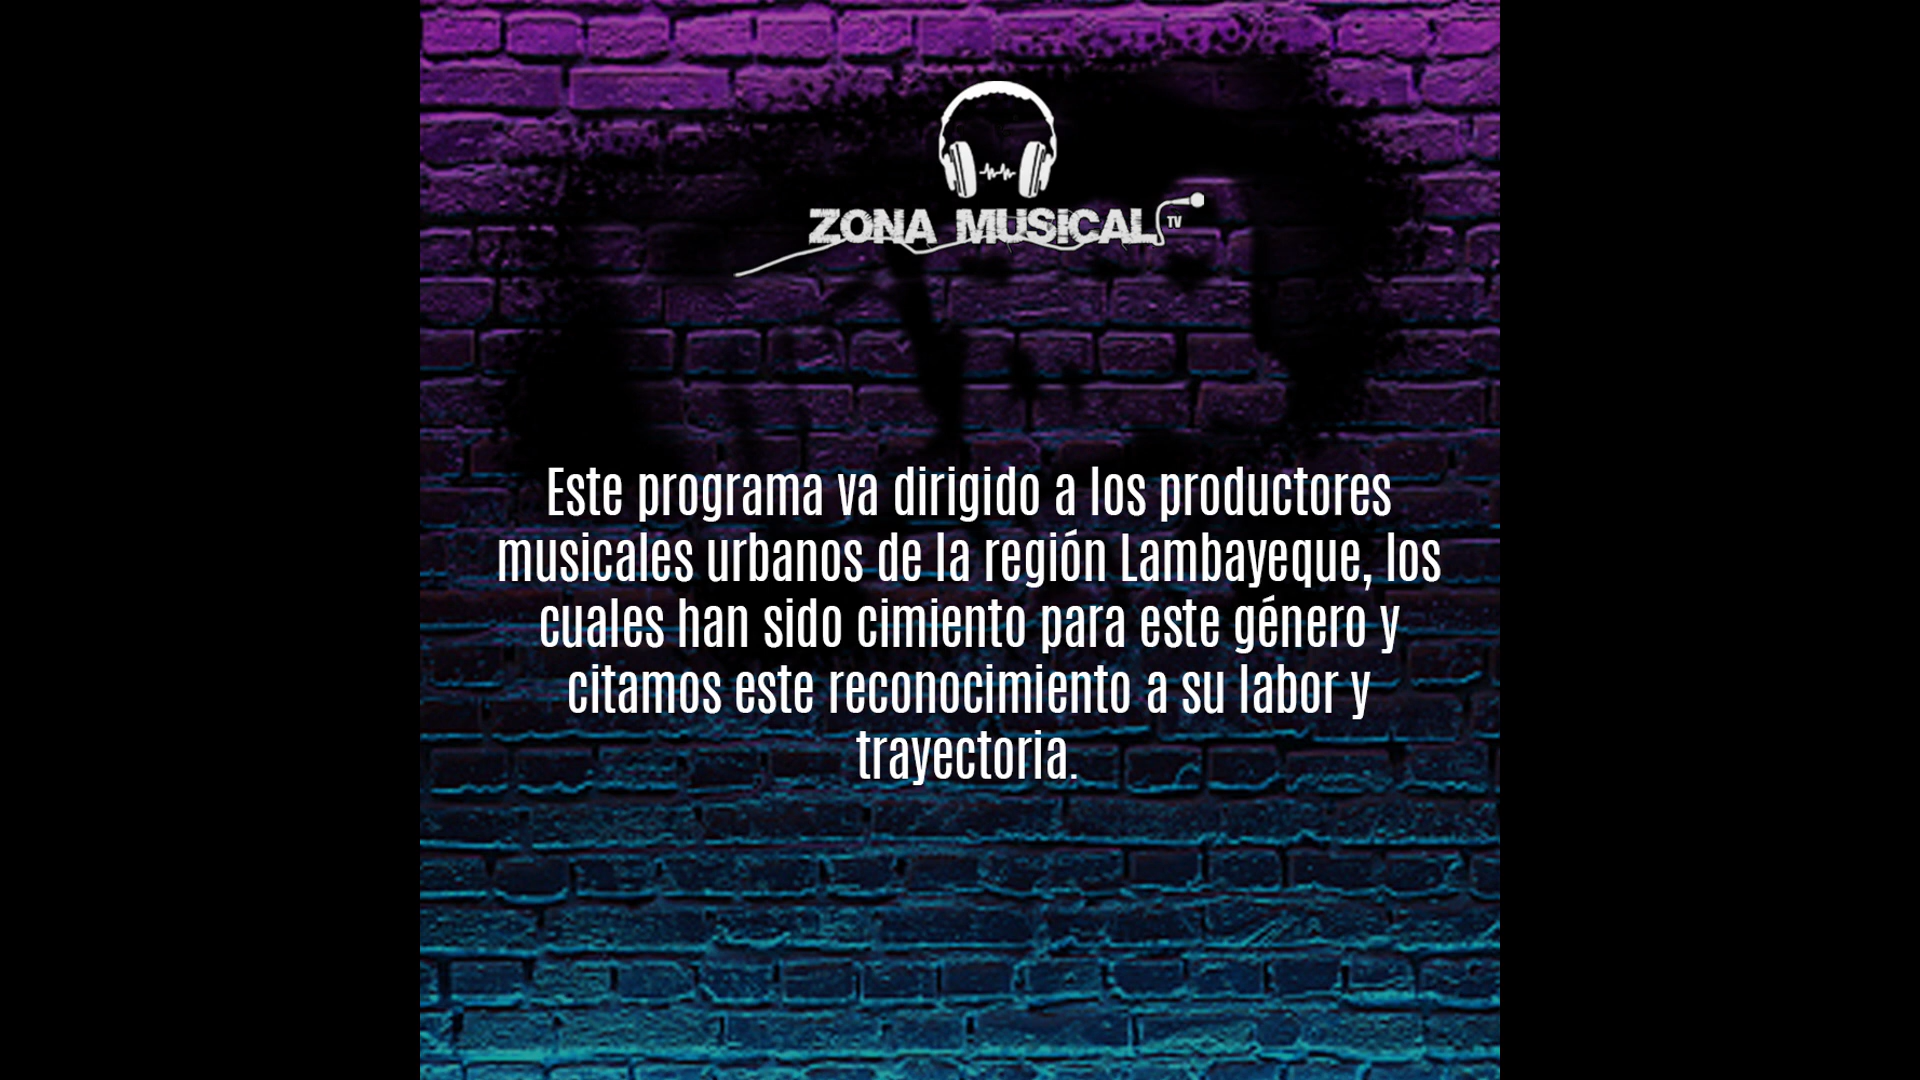 ZONA MUSICAL TV
Este programa va dirigido a los productores
musicales urbanos de la región Lambayeque, los
cuales han sido cimiento para este género y
citamos este reconocimiento a su labor y
trayectoria.